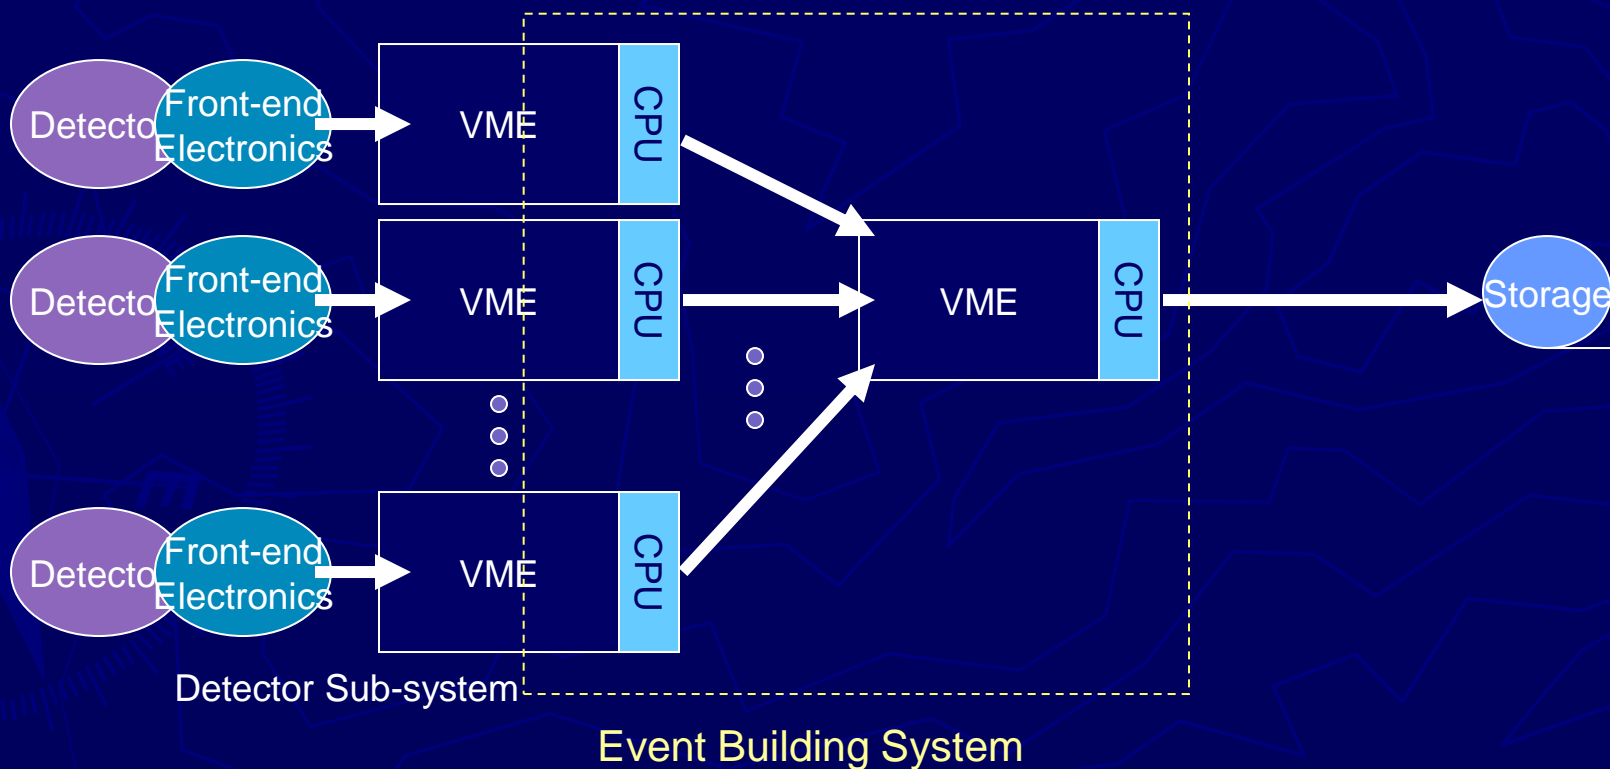 Detecto
Front-end
Electronics
VME
CPU
Detecto
Front-end
Electronics
VME
CPU
VME
CPU
Storage
Detecto
Front-end
Electronics
VME
CPU
Detector Sub-system
Event Building System